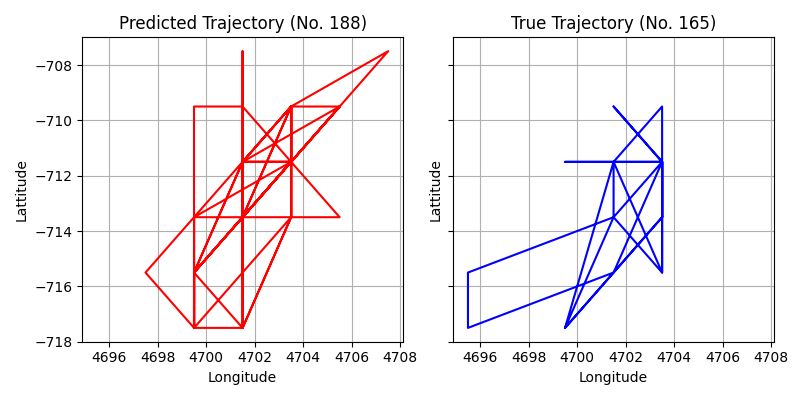 Predicted Trajectory (No. 188)
True Trajectory (No. 165)
Lattitude
−708
−710
−712
−714
−716
−718
4696 4698 4700 4702 4704 4706 4708
Longitude
Lattitude
4696 4698 4700 4702 4704 4706 4708
Longitude